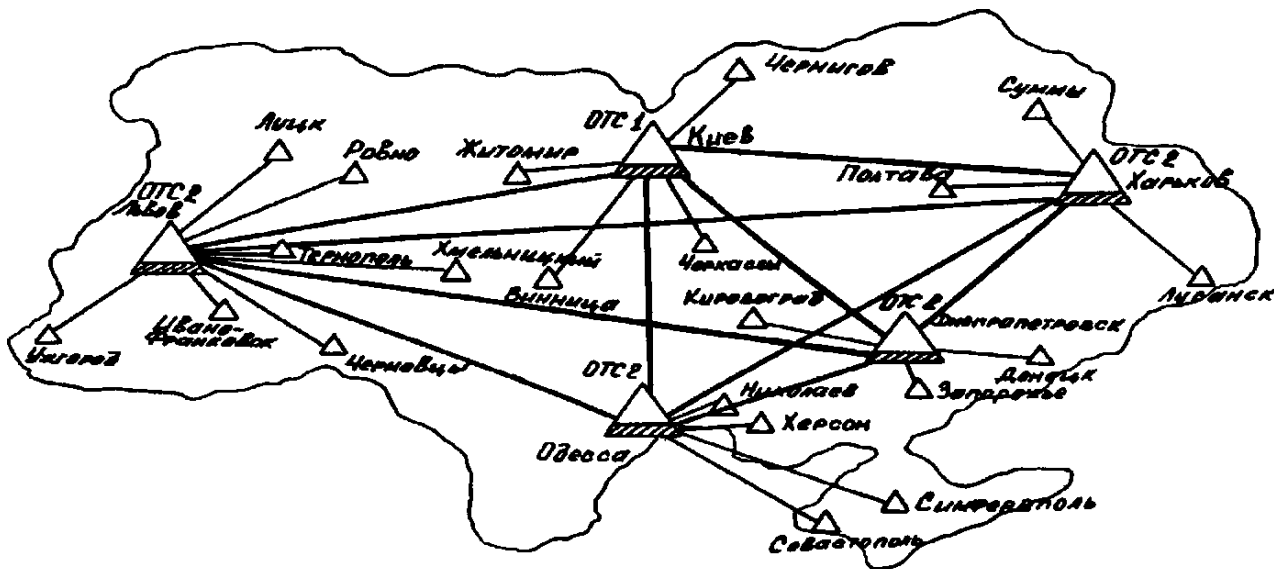 Чернигов
Суммы
ОТС 1
Киев
Луцк
Ровно
Житомир
ОТС 2
Харьков
Полтава
ОТС 2
Львов
Тернополь
Хмельницкий
Винница
Черкассы
Кировоград
ОТС 2
Днепропетровск
Луганск
Ивано-
Франковск
Ужгород
Черновцы
ОТС 2
Николаев
Донецк
Запорожье
Херсон
Одесса
Симферополь
Севастополь